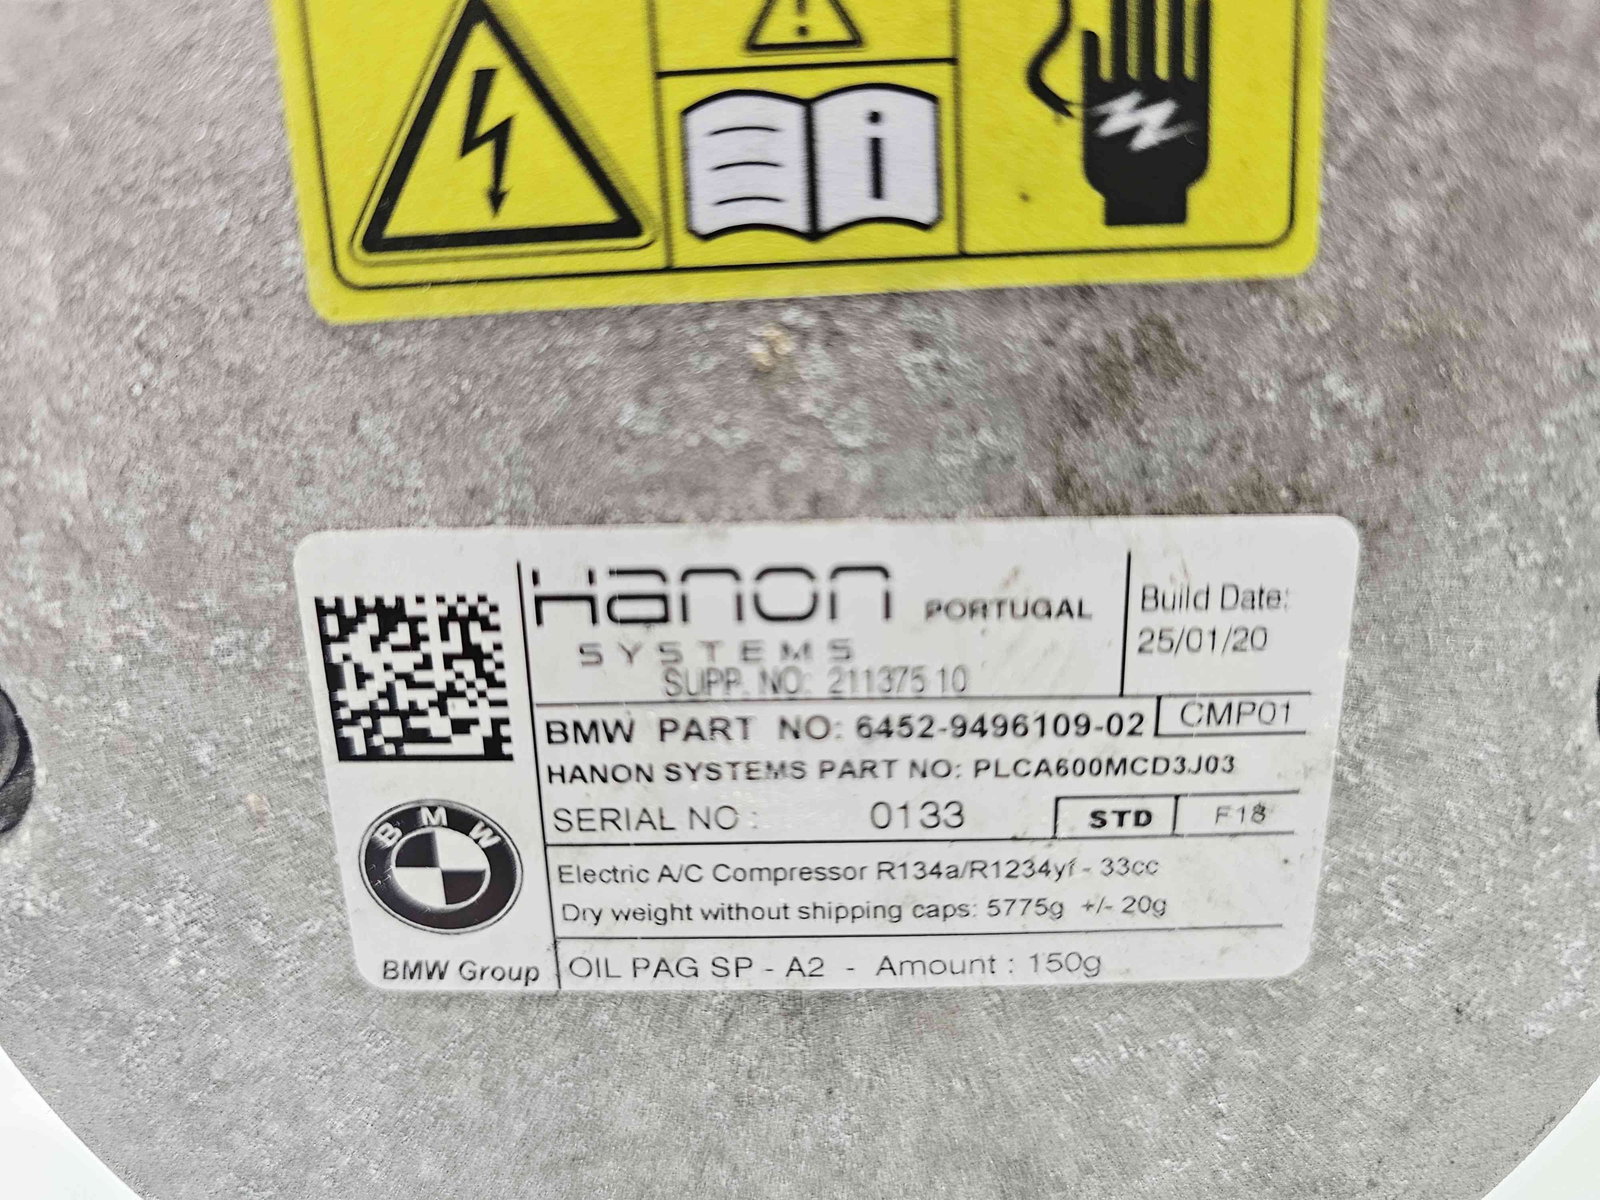 i
Hanon PORTUGAL
SYSTEMS
SUPP. NO: 211375 10
Build Date:
25/01/20
BMW PART NO: 6452-9496109-02 CMP01
HANON SYSTEMS PART NO: PLCA600MCD3J03
SERIAL NO : 0133 STD F18
Electric A/C Compressor R134a/R1234yf - 33cc
Dry weight without shipping caps: 5775g +/- 20g
OIL PAG SP - A2 - Amount : 150g
BMW
BMW Group